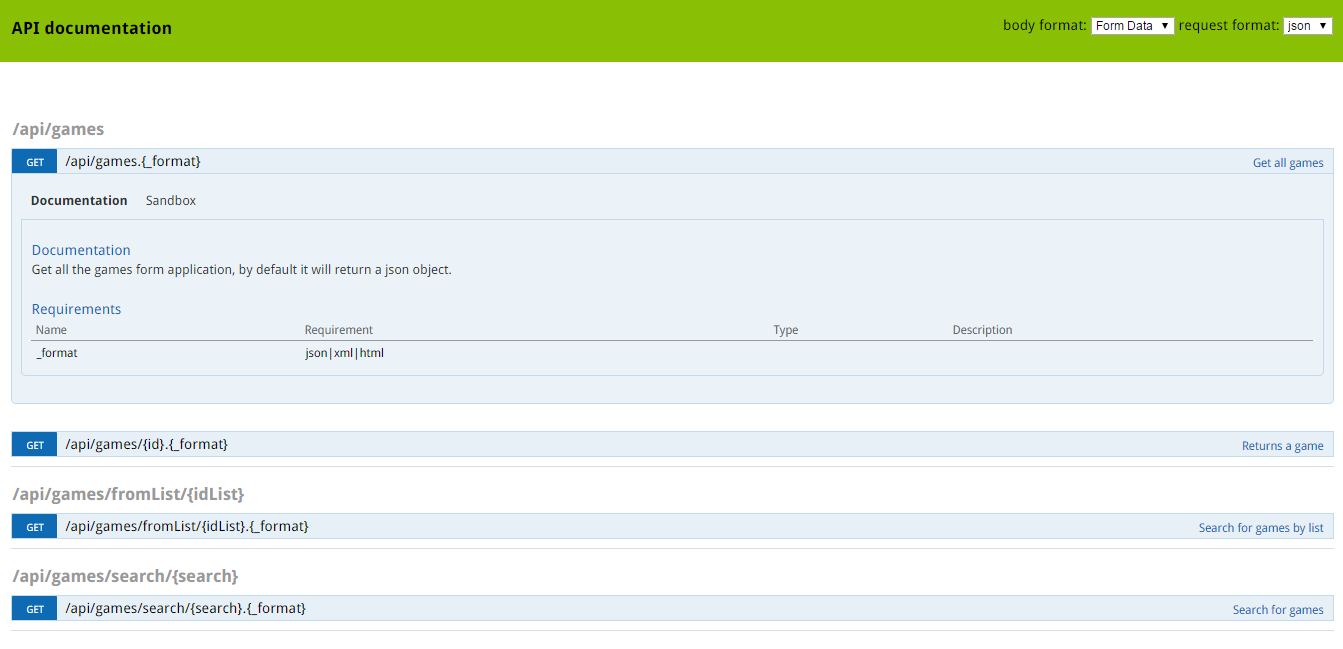 API documentation
body format: Form Data ▼ request format: json ▼
/api/games
GET /api/games.{_format} Get all games
Documentation Sandbox
Documentation
Get all the games form application, by default it will return a json object.
Requirements
Name Requirement Type Description
_format json|xml|html
GET /api/games/{id}.{_format} Returns a game
/api/games/fromList/{idList}
GET /api/games/fromList/{idList}.{_format} Search for games by list
/api/games/search/{search}
GET /api/games/search/{search}.{_format} Search for games